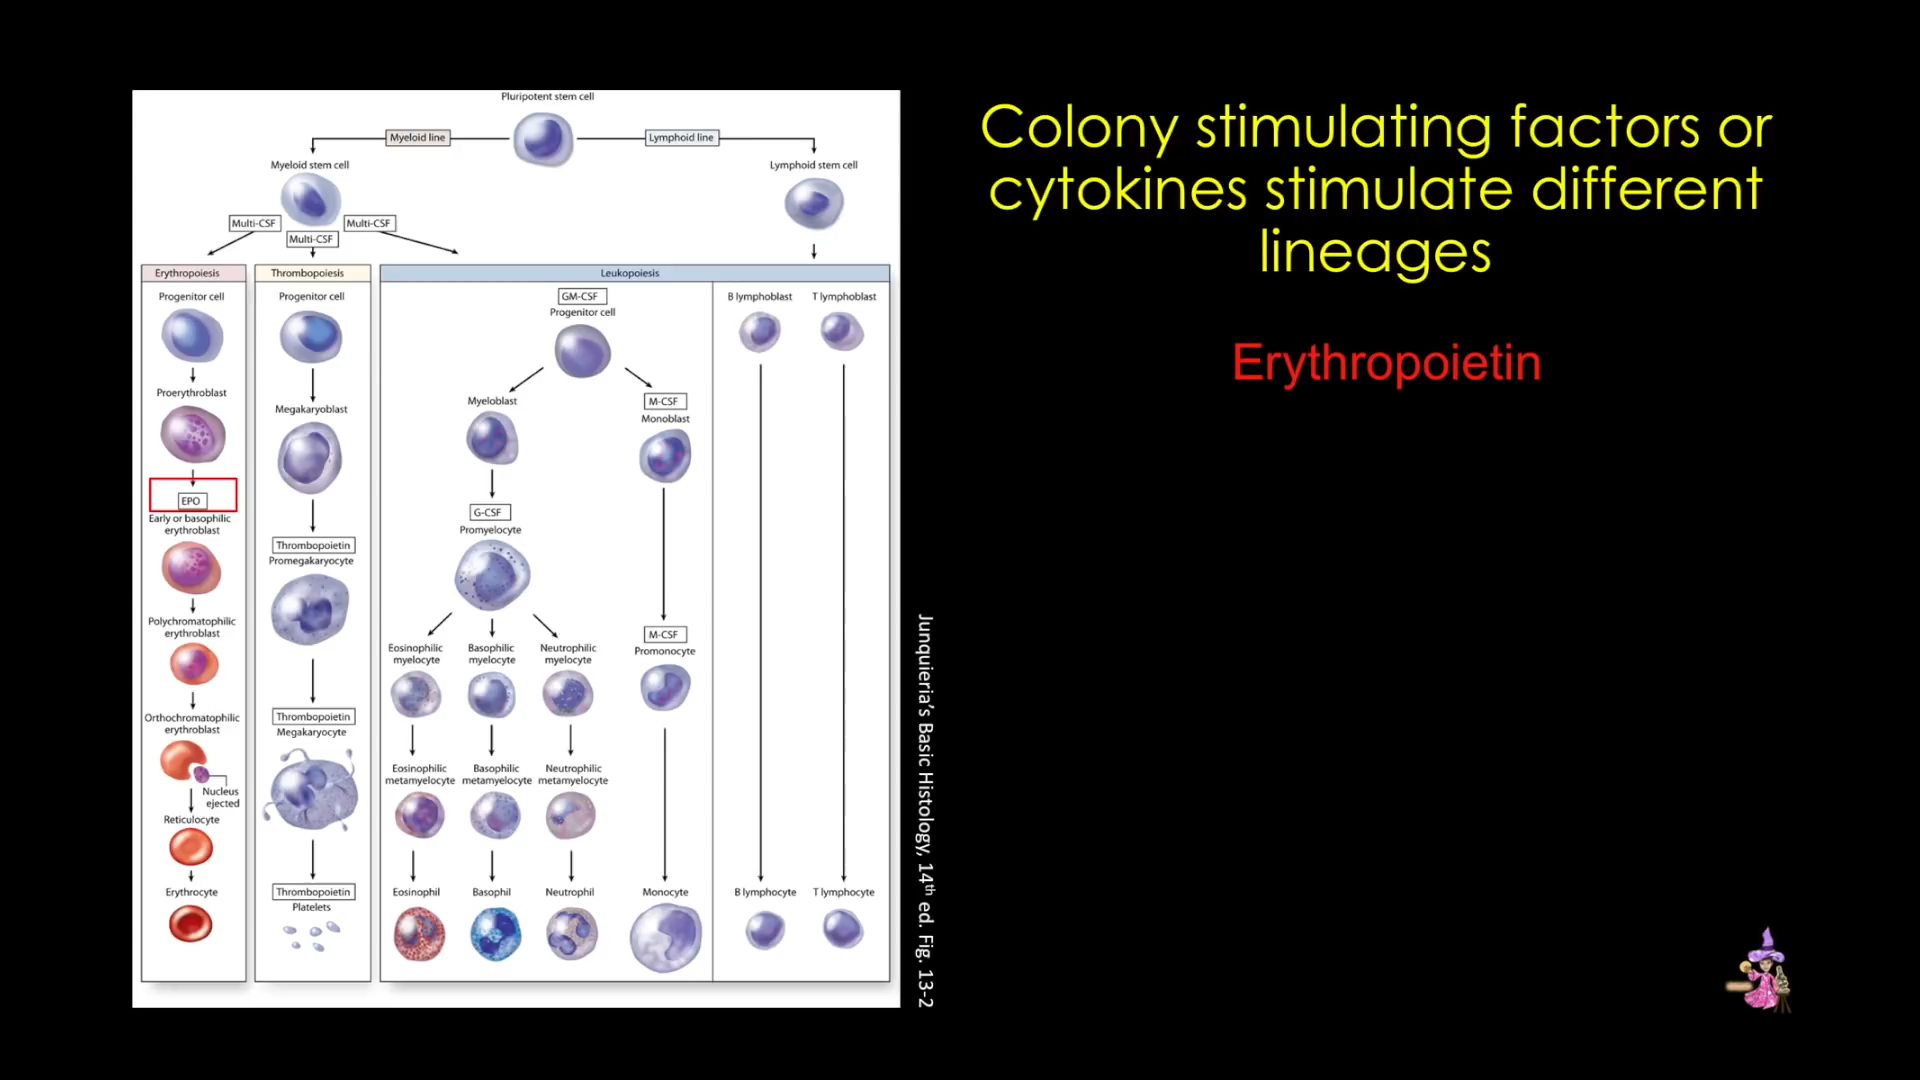 Pluripotent stem cell
Myeloid line
Lymphoid line
Myeloid stem cell
Lymphoid stem cell
Multi-CSF
Multi-CSF
Multi-CSF
Erythropoiesis
Progenitor cell
Proerythroblast
EPO
Early or basophilic
erythroblast
Polychromatophilic
erythroblast
Orthochromatophilic
erythroblast
Nucleus
ejected
Reticulocyte
Erythrocyte
Thrombopoiesis
Progenitor cell
Megakaryoblast
Thrombopoietin
Promegakaryocyte
Thrombopoietin
Megakaryocyte
Thrombopoietin
Platelets
Leukopoiesis
GM-CSF
Progenitor cell
Myeloblast
M-CSF
Monoblast
G-CSF
Promyelocyte
M-CSF
Promonocyte
Eosinophilic
myelocyte
Basophilic
myelocyte
Neutrophilic
myelocyte
Eosinophilic
metamyelocyte
Basophilic
metamyelocyte
Neutrophilic
metamyelocyte
Eosinophil
Basophil
Neutrophil
Monocyte
B lymphoblast
T lymphoblast
B lymphocyte
T lymphocyte
Junquieria's Basic Histology, 14th ed. Fig. 13-2
Colony stimulating factors or
cytokines stimulate different
lineages
Erythropoietin